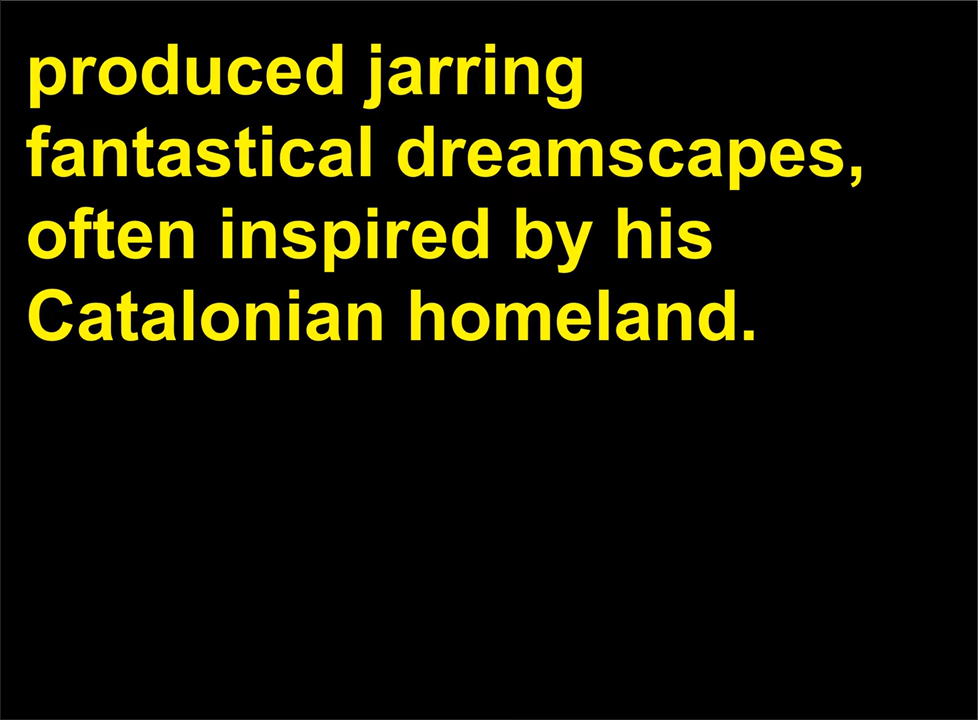 produced jarring
fantastical dreamscapes,
often inspired by his
Catalonian homeland.